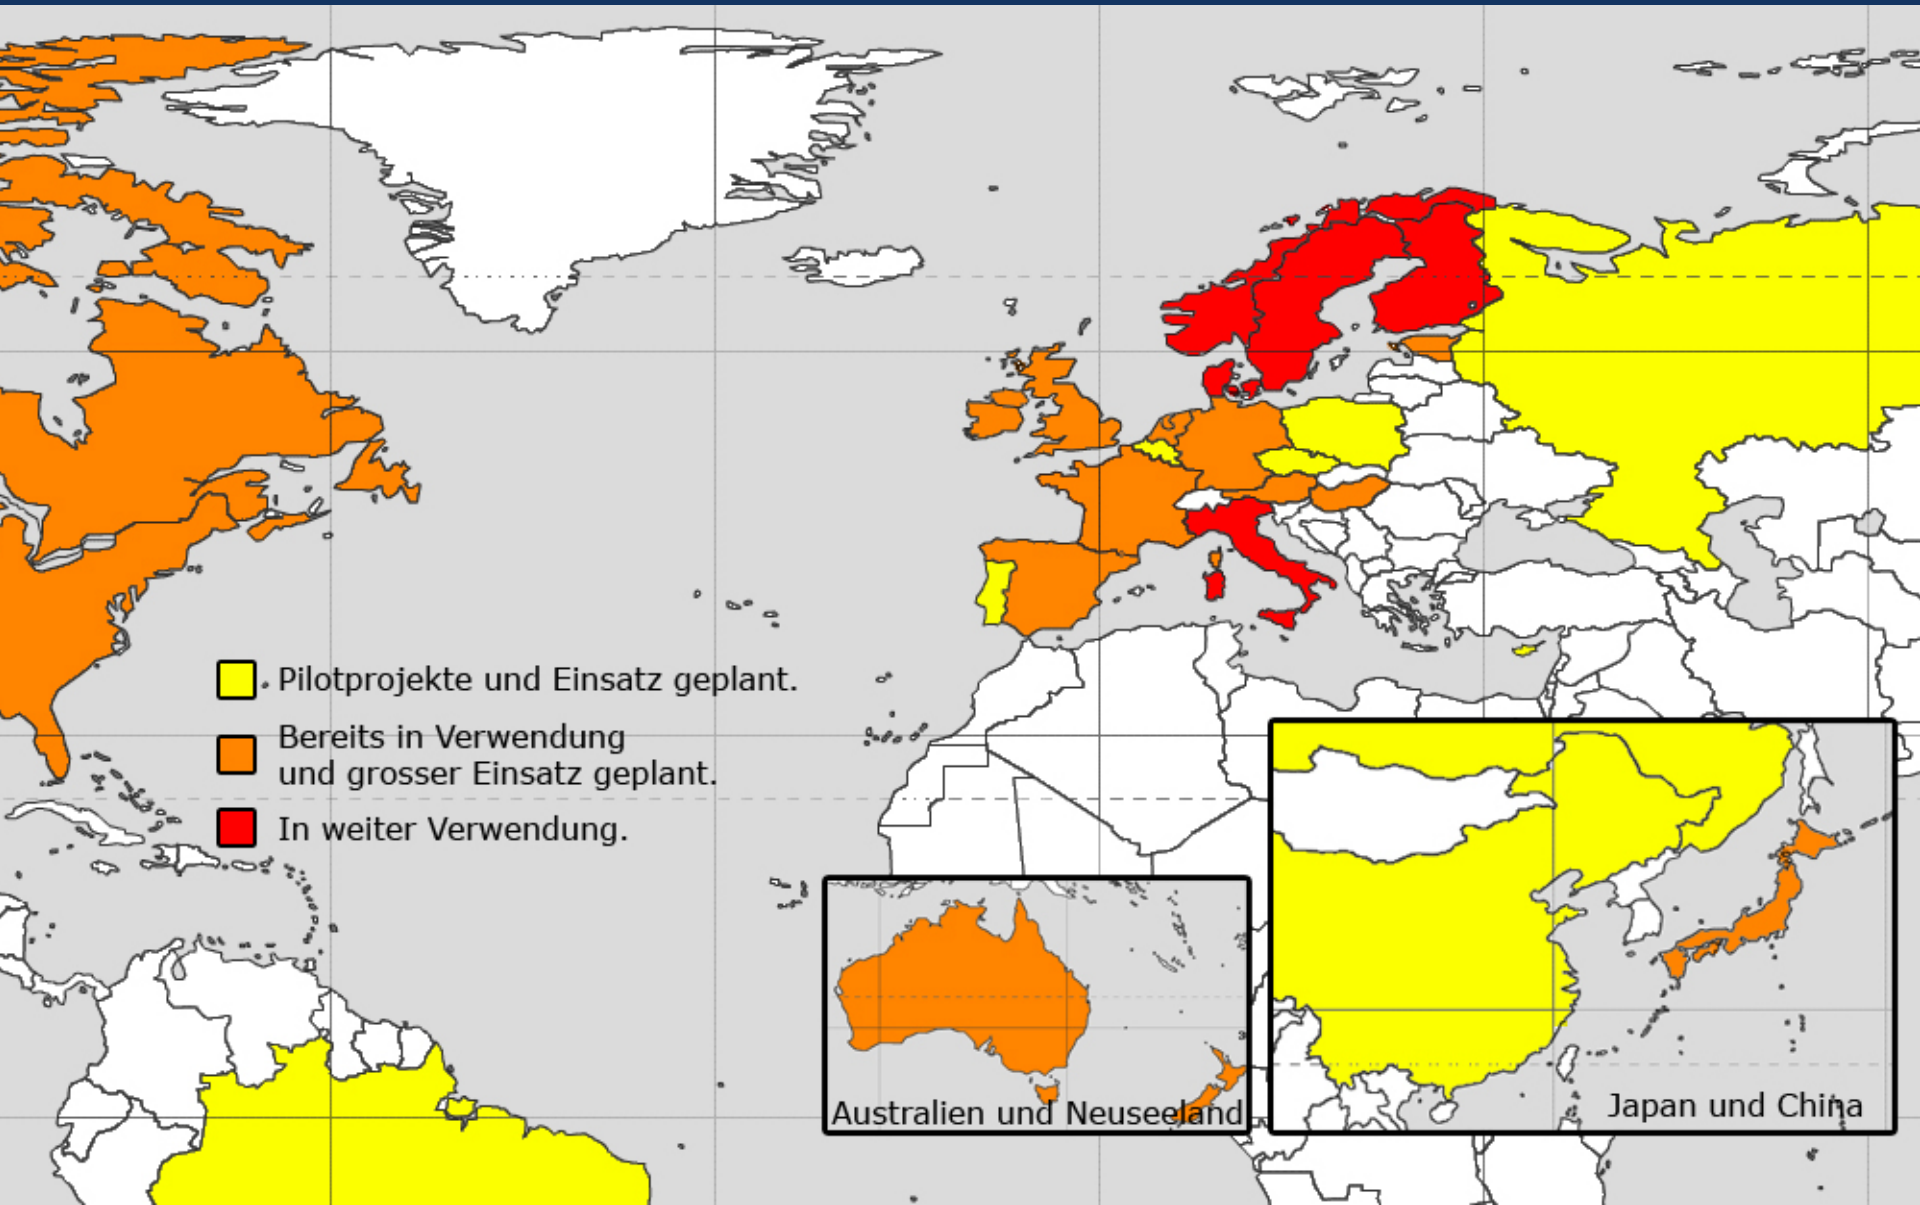 Pilotprojekte und Einsatz geplant.
Bereits in Verwendung
und grosser Einsatz geplant.
In weiter Verwendung.
Australien und Neuseeland
Japan und China